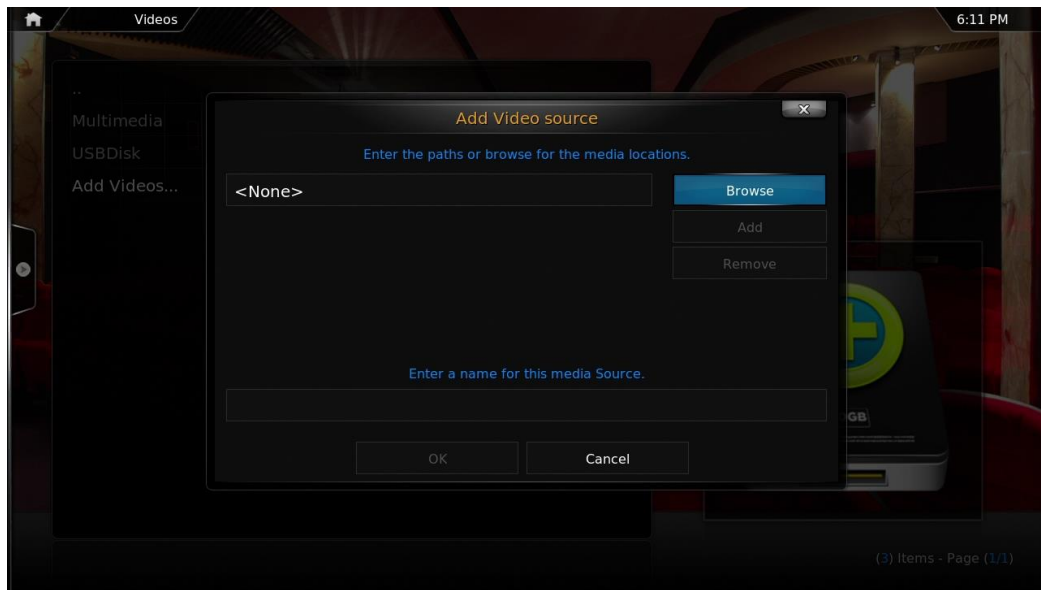 Videos
6:11 PM
..
Multimedia
USBDisk
Add Videos...
Add Video source
Enter the paths or browse for the media locations.
<None>
Browse
Add
Remove
Enter a name for this media Source.
OK
Cancel
GB
(3) Items - Page (1/1)